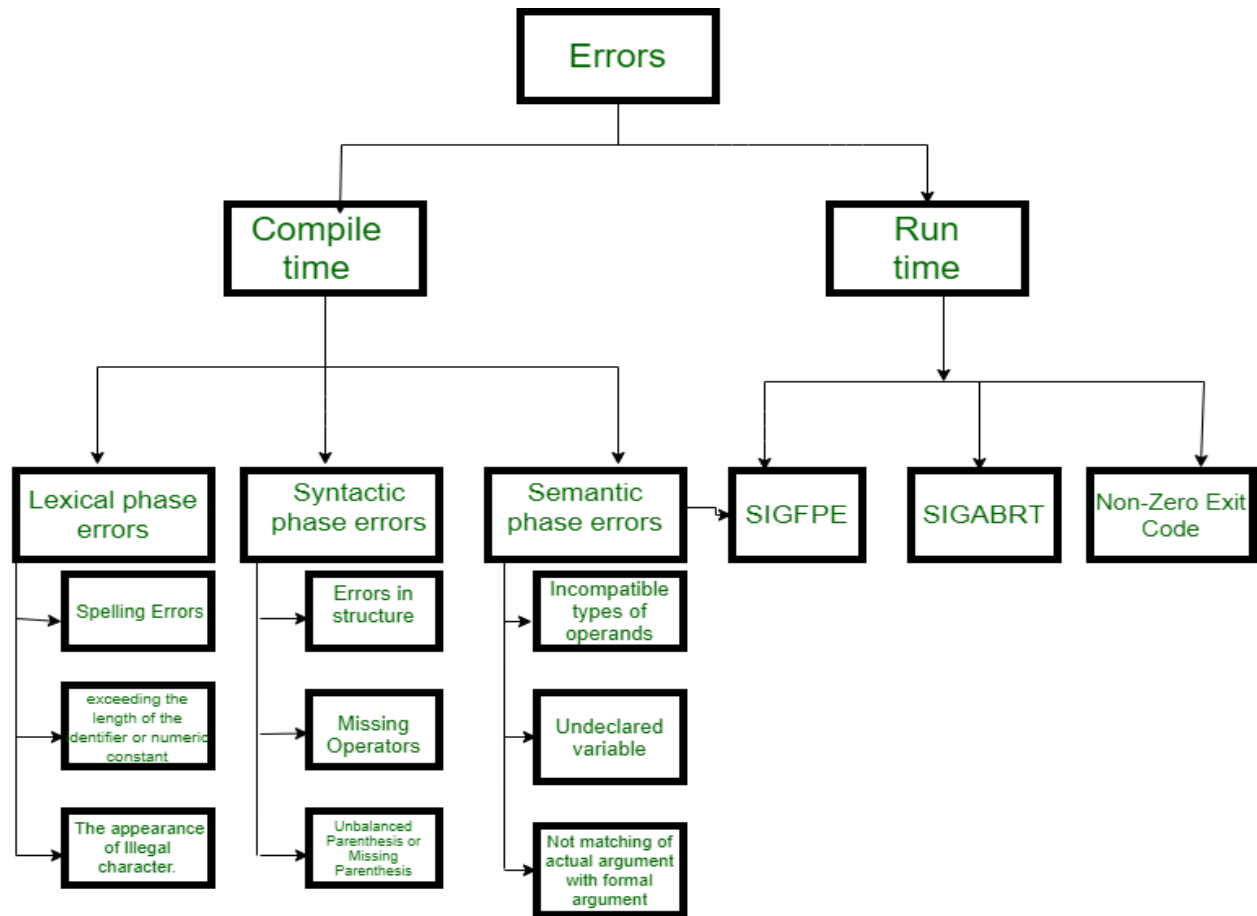 Errors
Compile
time
Run
time
Lexical phase
errors
Syntactic
phase errors
Semantic
phase errors
SIGFPE
SIGABRT
Non-Zero Exit
Code
Spelling Errors
exceeding the
length of the
dentifier or numeric
constant
The appearance
of Illegal
character.
Errors in
structure
Missing
Operators
Unbalanced
Parenthesis or
Missing
Parenthesis
Incompatible
types of
operands
Undeclared
variable
Not matching of
actual argument
with formal
argument